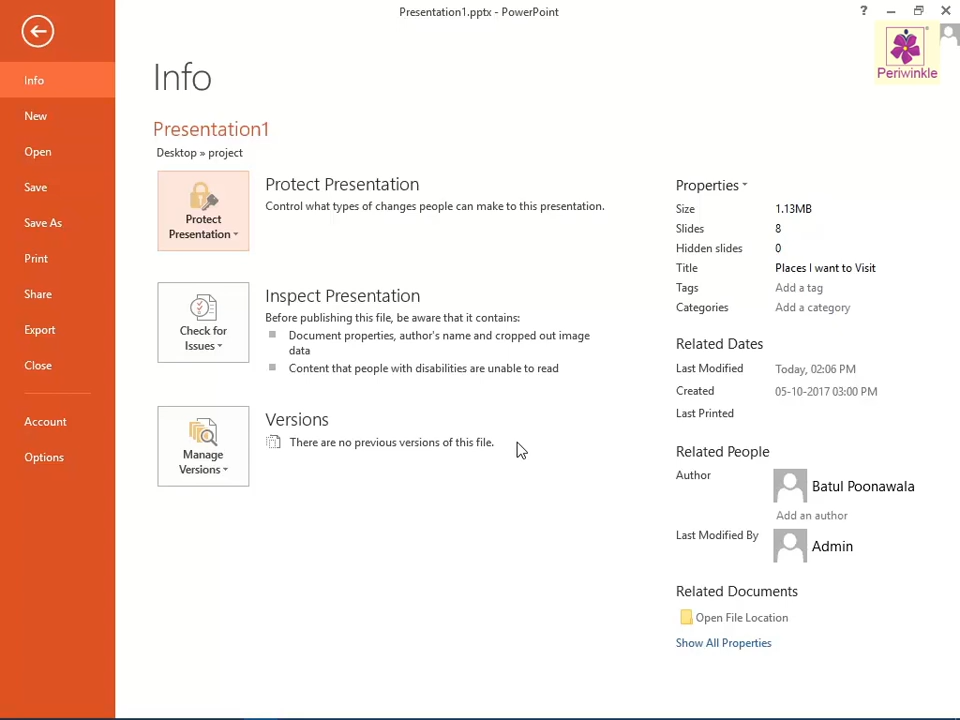 Presentation1.pptx - PowerPoint
?
Periwinkle
Info
New
Open
Save
Save As
Print
Share
Export
Close
Account
Options
Info
Presentation1
Desktop » project
Protect
Presentation
Protect Presentation
Control what types of changes people can make to this presentation.
Check for
Issues
Inspect Presentation
Before publishing this file, be aware that it contains:
Document properties, author's name and cropped out image
data
Content that people with disabilities are unable to read
Manage
Versions
Versions
There are no previous versions of this file.
Properties
Size 1.13MB
Slides 8
Hidden slides 0
Title Places I want to Visit
Tags Add a tag
Categories Add a category
Related Dates
Last Modified Today, 02:06 PM
Created 05-10-2017 03:00 PM
Last Printed
Related People
Author Batul Poonawala
Add an author
Last Modified By Admin
Related Documents
Open File Location
Show All Properties